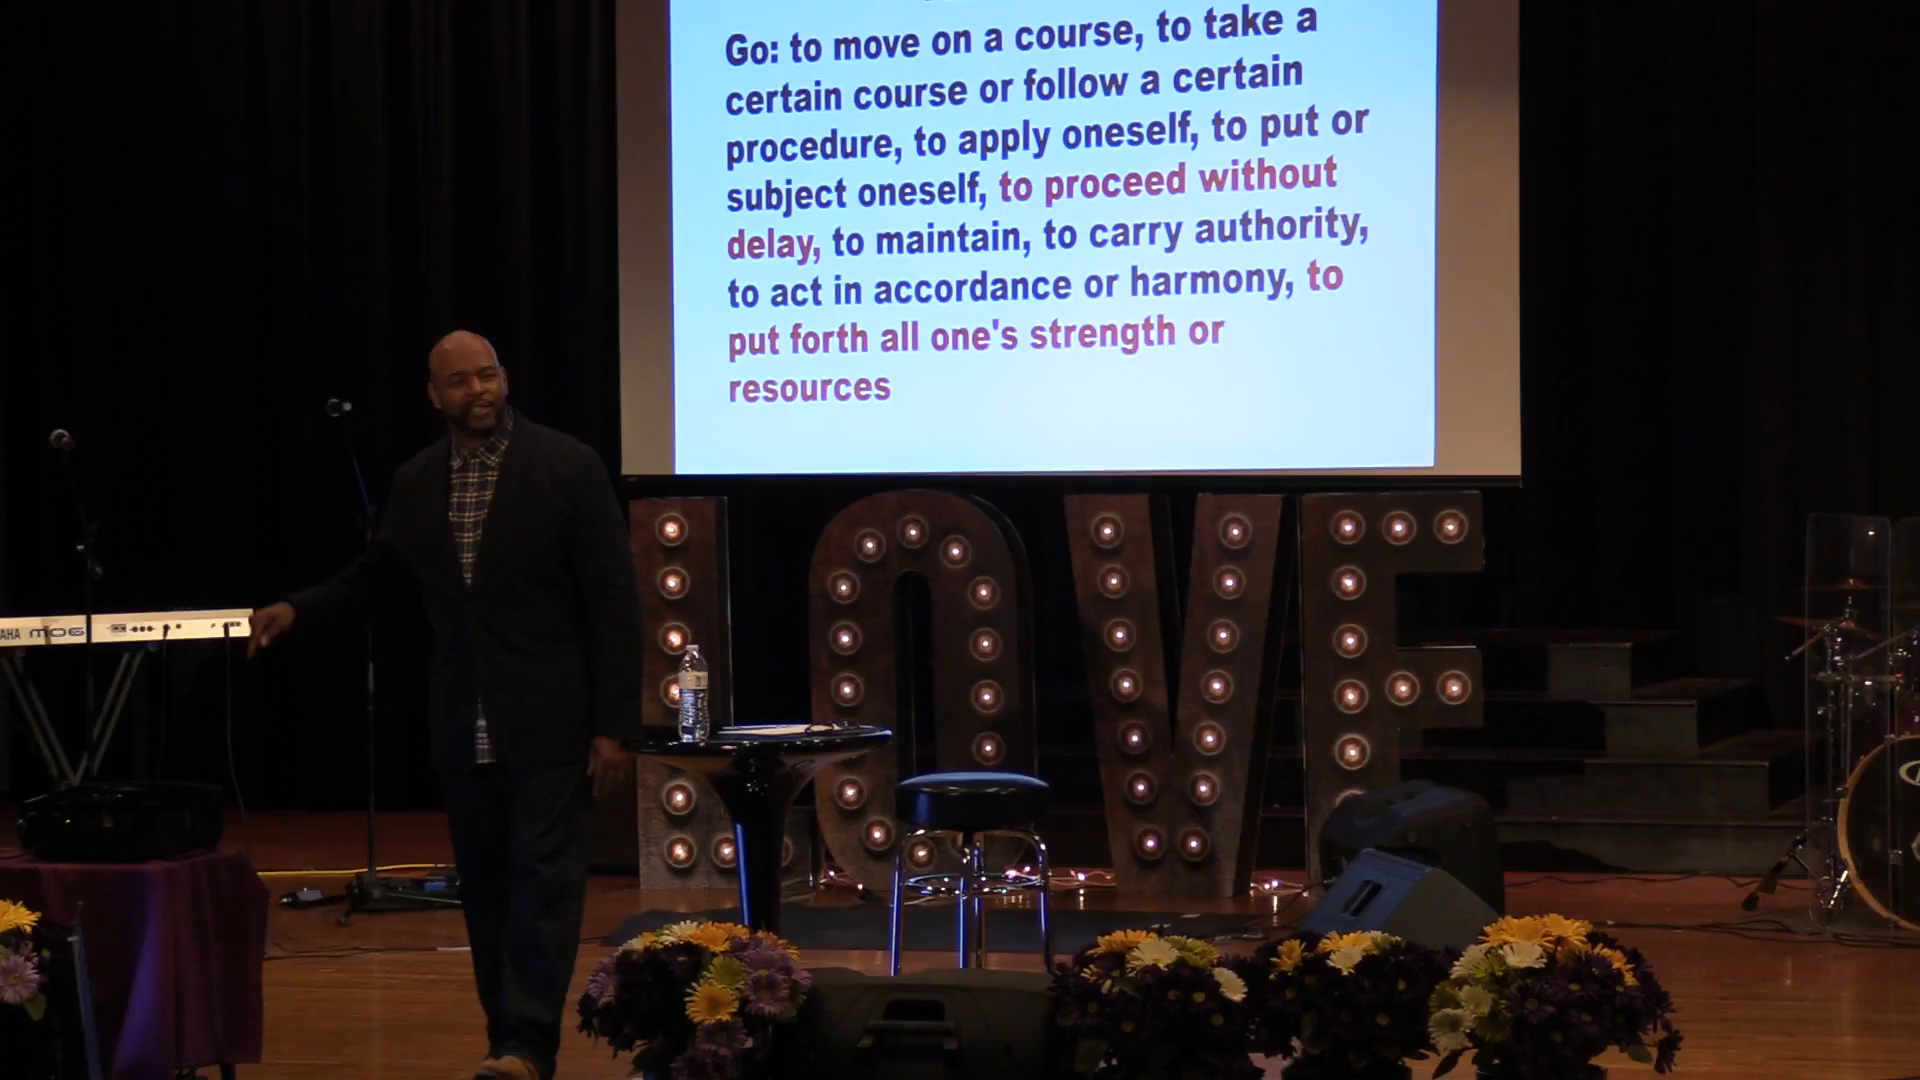 Go: to move on a course, to take a
certain course or follow a certain
procedure, to apply oneself, to put or
subject oneself, to proceed without
delay, to maintain, to carry authority,
to act in accordance or harmony, to
put forth all one's strength or
resources
LOVE
AHA MO6